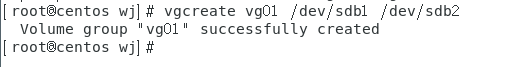 [root@centos wj]# vgcreate vg01 /dev/sdb1 /dev/sdb2
Volume group "vg01" successfully created
[root@centos wj]#